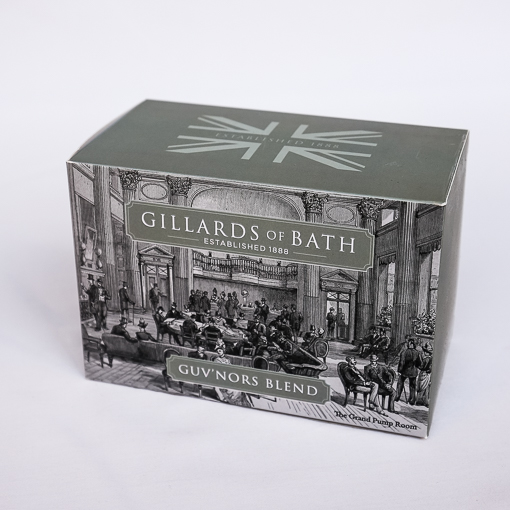 ESTABLISHED 1888
GILLARDS OF BATH
ESTABLISHED 1888
GUV'NORS BLEND
The Grand Pump Room